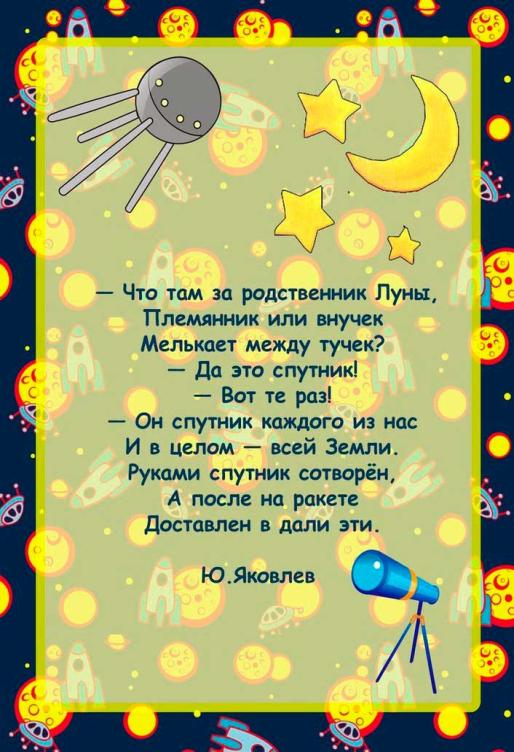 — Что там за родственник Луны,
Племянник или внучек
Мелькает между тучек?
— Да это спутник!
— Вот те раз!
— Он спутник каждого из нас
И в целом — всей Земли.
Руками спутник сотворён,
А после на ракете
Доставлен в дали эти.
Ю.Яковлев